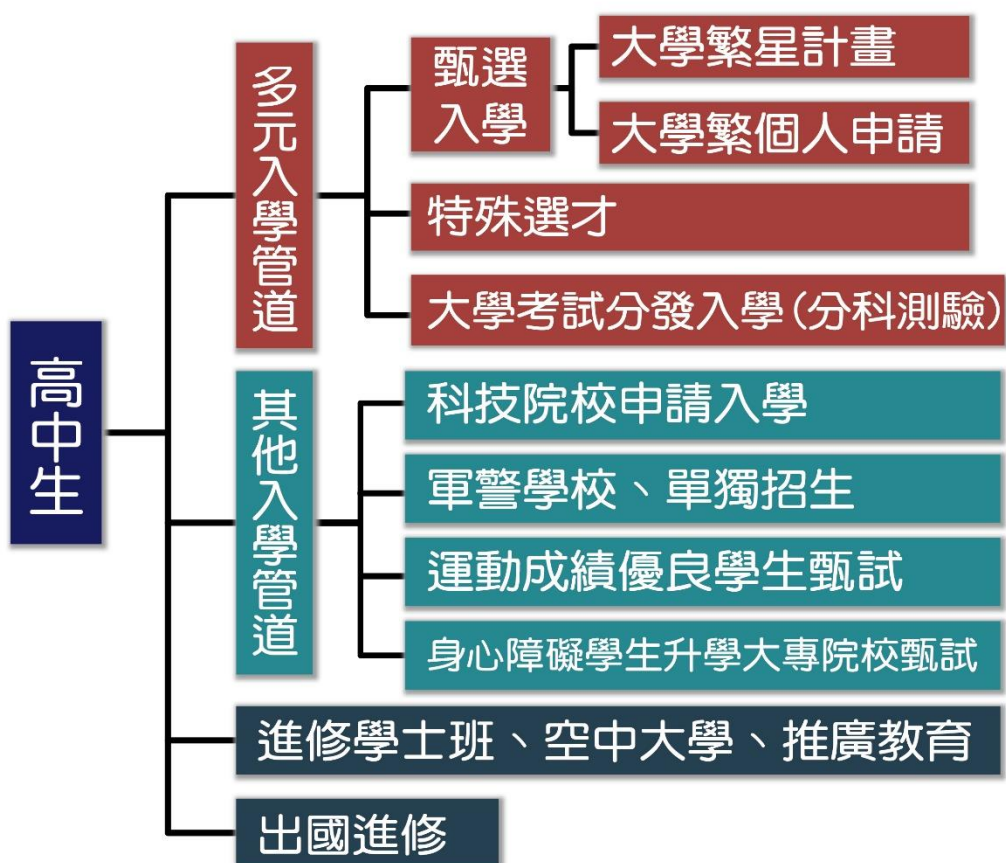 高中生
多元入學管道
甄選
入學
大學繁星計畫
大學繁個人申請
特殊選才
大學考試分發入學(分科測驗)
其他入學管道
科技院校申請入學
軍警學校、單獨招生
運動成績優良學生甄試
身心障礙學生升學大專院校甄試
進修學士班、空中大學、推廣教育
出國進修